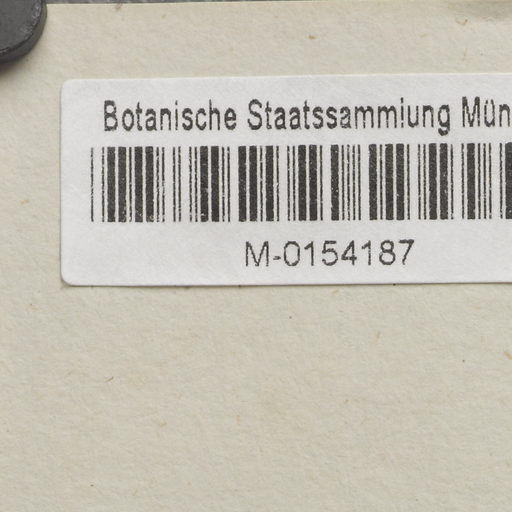 Botanische Staatssammlung Mün
M-0154187